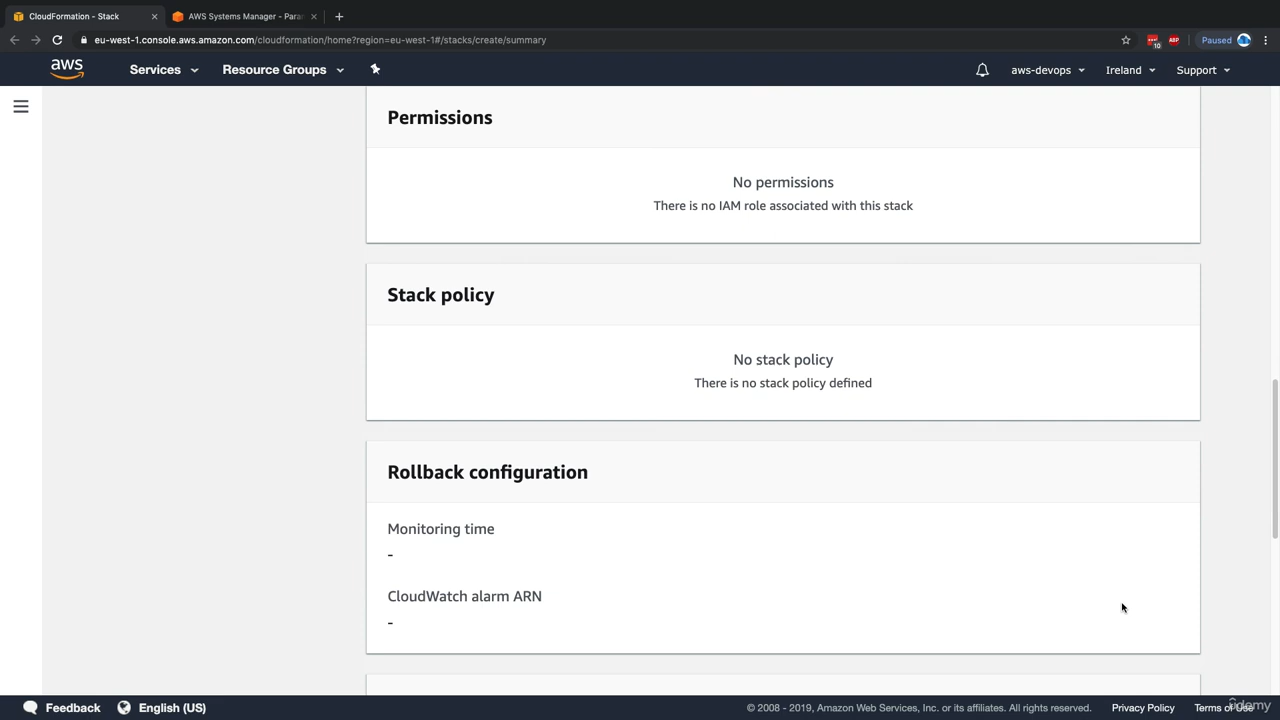 CloudFormation - Stack
AWS Systems Manager - Para
eu-west-1.console.aws.amazon.com/cloudformation/home?region=eu-west-1#/stacks/create/summary
10
ABP
Paused
aws
Services
Resource Groups
aws-devops
Ireland
Support
Permissions
No permissions
There is no IAM role associated with this stack
Stack policy
No stack policy
There is no stack policy defined
Rollback configuration
Monitoring time
-
CloudWatch alarm ARN
-
Feedback
English (US)
© 2008 - 2019, Amazon Web Services, Inc. or its affiliates. All rights reserved.
Privacy Policy
Terms of Use
udemy